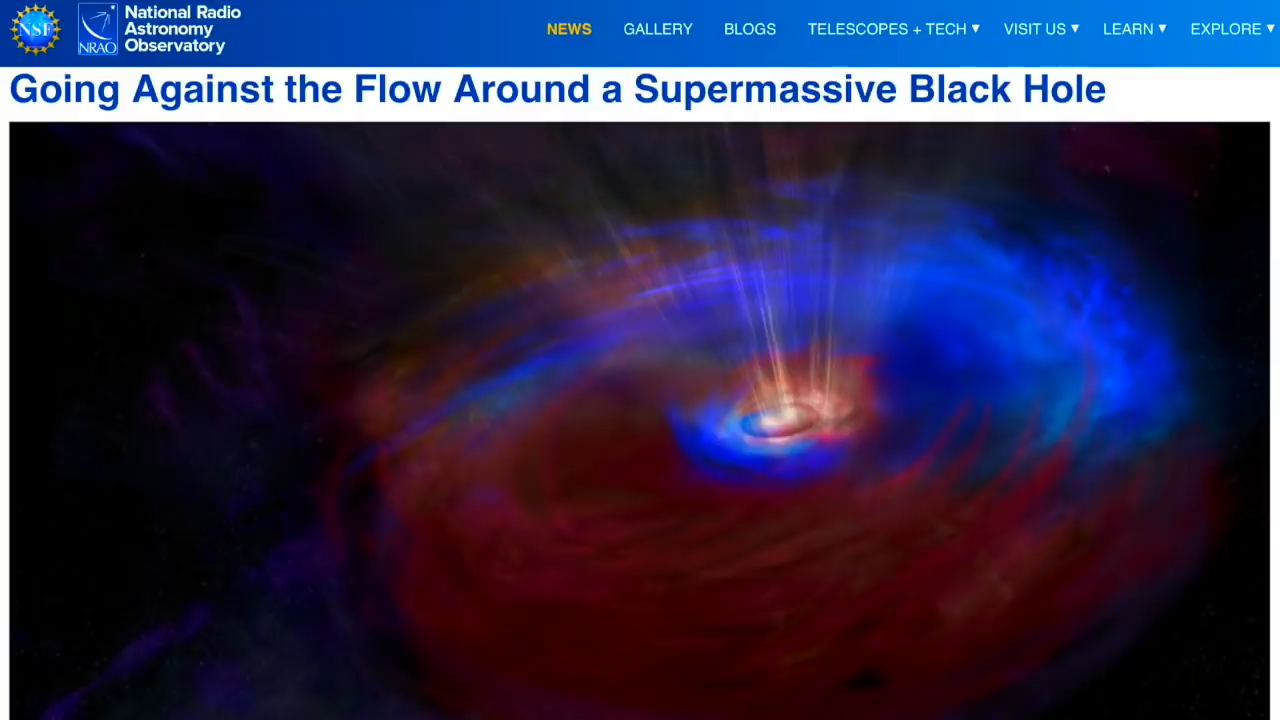 NSF
NRAO
National Radio
Astronomy
Observatory
NEWS GALLERY BLOGS TELESCOPES + TECH ▼ VISIT US ▼ LEARN ▼ EXPLORE ▼
Going Against the Flow Around a Supermassive Black Hole